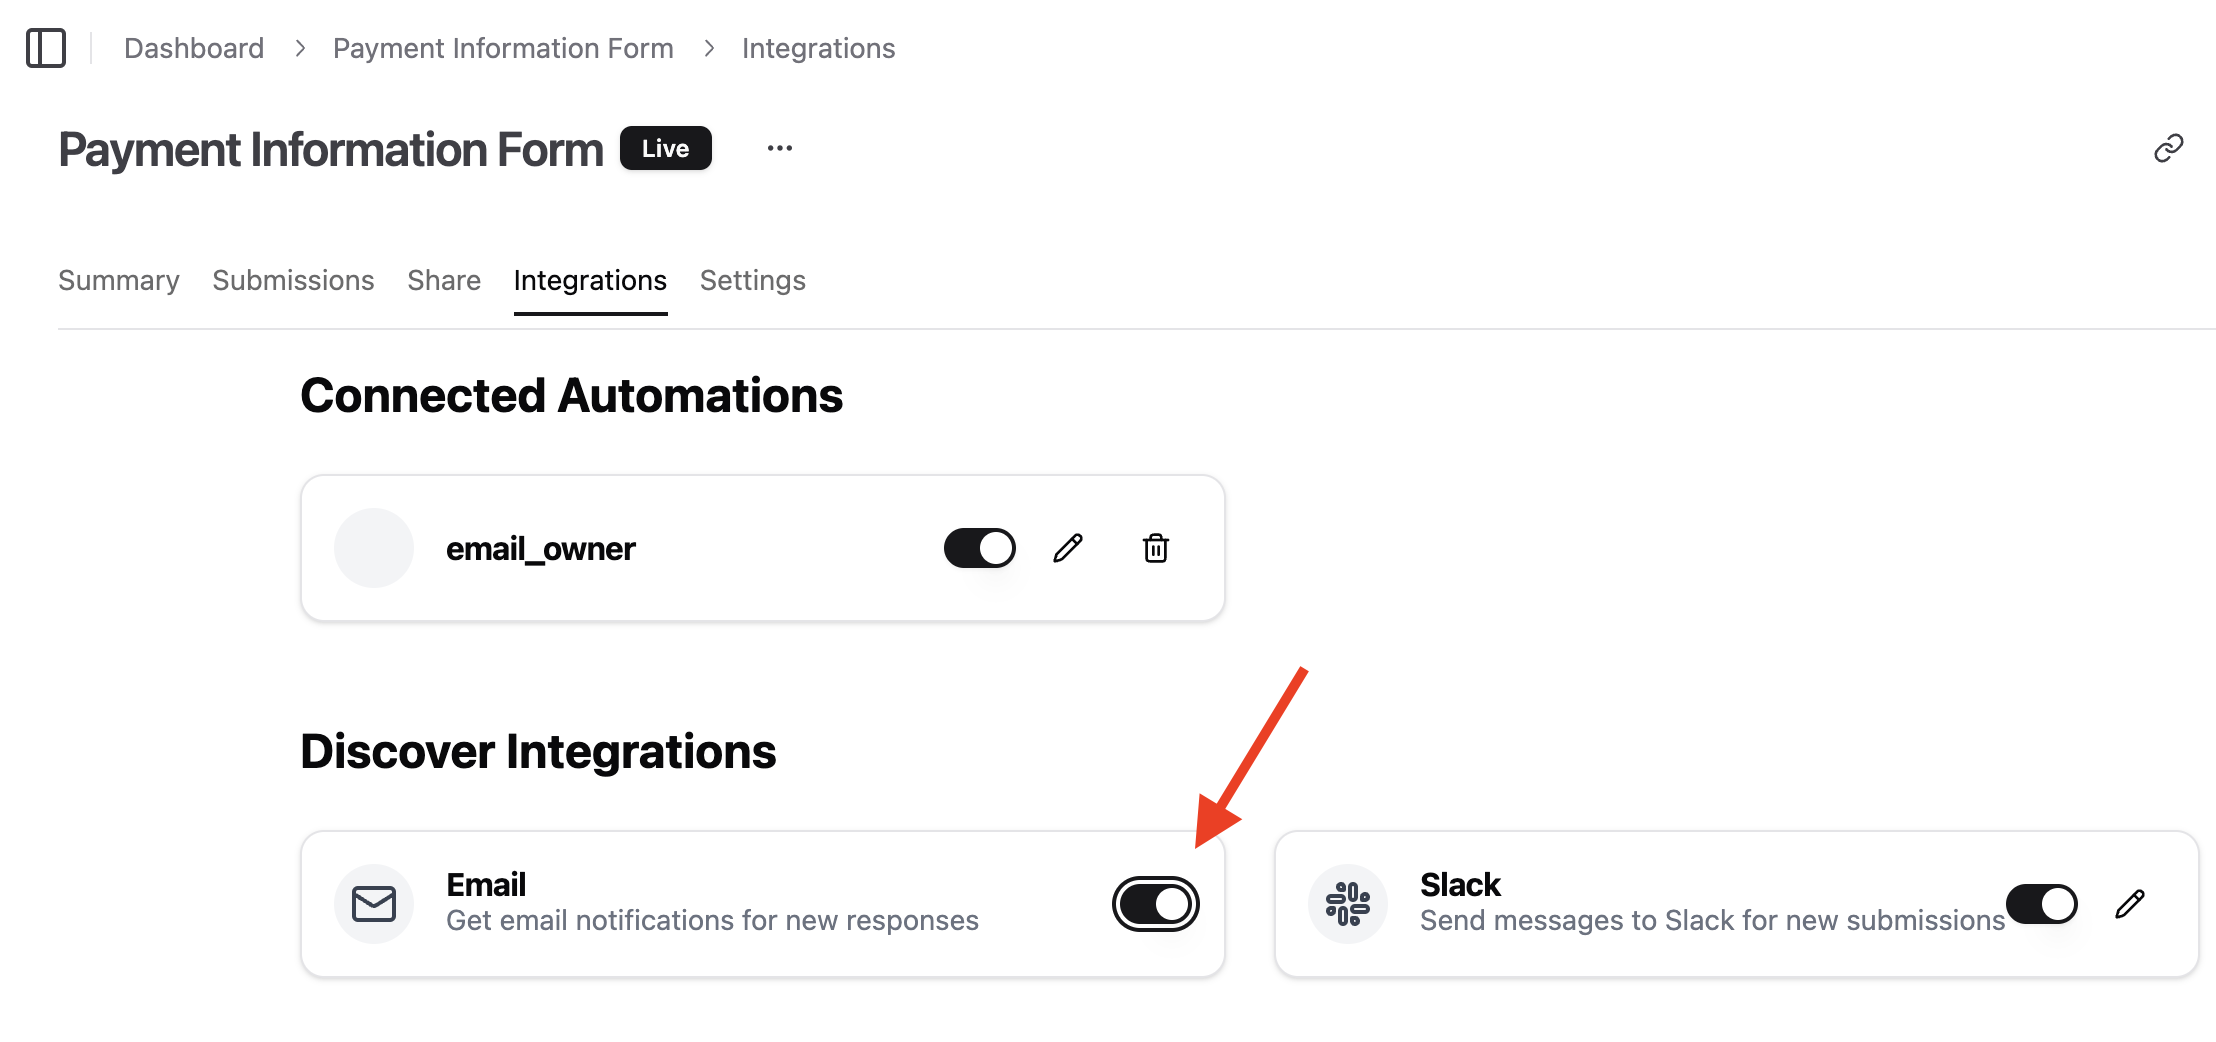 Dashboard > Payment Information Form > Integrations
Payment Information Form Live ...
Summary Submissions Share Integrations Settings
Connected Automations
email_owner
Discover Integrations
Email
Get email notifications for new responses
Slack
Send messages to Slack for new submissions